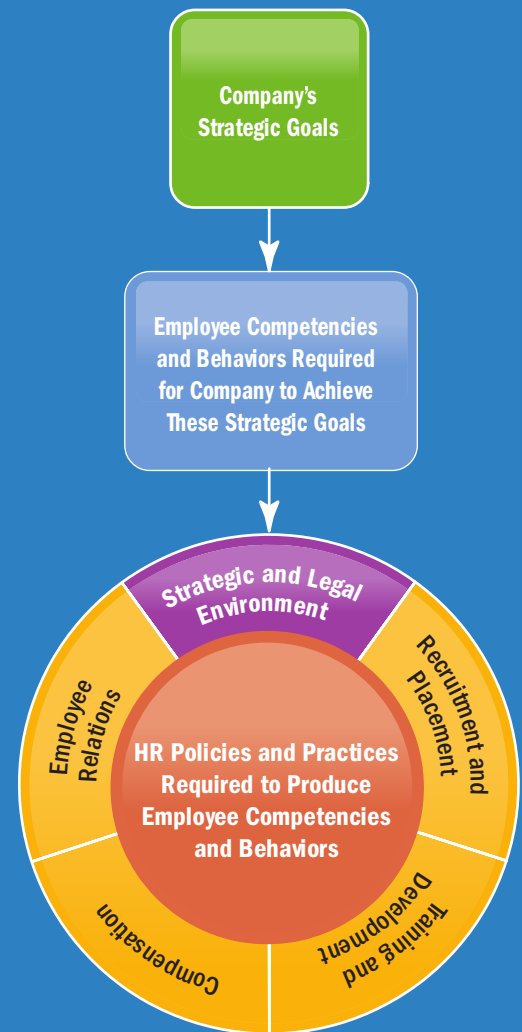 Company's
Strategic Goals
Employee Competencies
and Behaviors Required
for Company to Achieve
These Strategic Goals
Strategic and Legal
Environment
Recruitment and
Placement
Training and
Development
Compensation
Employee
Relations
HR Policies and Practices
Required to Produce
Employee Competencies
and Behaviors